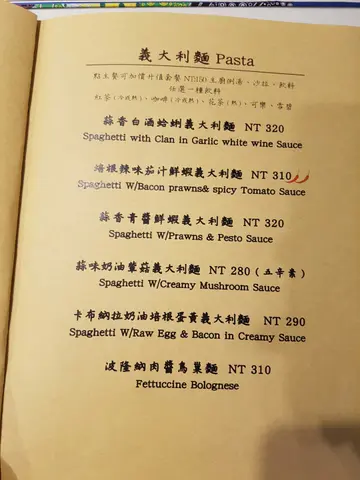 義大利麵 Pasta
點主餐可加價升值套餐 NT150 主廚例湯、沙拉、飲料
任選一種飲料
紅茶(冷或熱)、咖啡(冷或熱)、花茶(熱)、可樂、雪碧
蒜香白酒蛤蜊義大利麵 NT 320
Spaghetti with Clan in Garlic white wine Sauce
培根辣味茄汁鮮蝦義大利麵 NT 310
Spaghetti W/Bacon prawns& spicy Tomato Sauce
蒜香青醬鮮蝦義大利麵 NT 320
Spaghetti W/Prawns & Pesto Sauce
蒜味奶油蕈菇義大利麵 NT 280 (五辛素)
Spaghetti W/Creamy Mushroom Sauce
卡布納拉奶油培根蛋黃義大利麵 NT 290
Spaghetti W/Raw Egg & Bacon in Creamy Sauce
波隆納肉醬鳥巢麵 NT 310
Fettuccine Bolognese